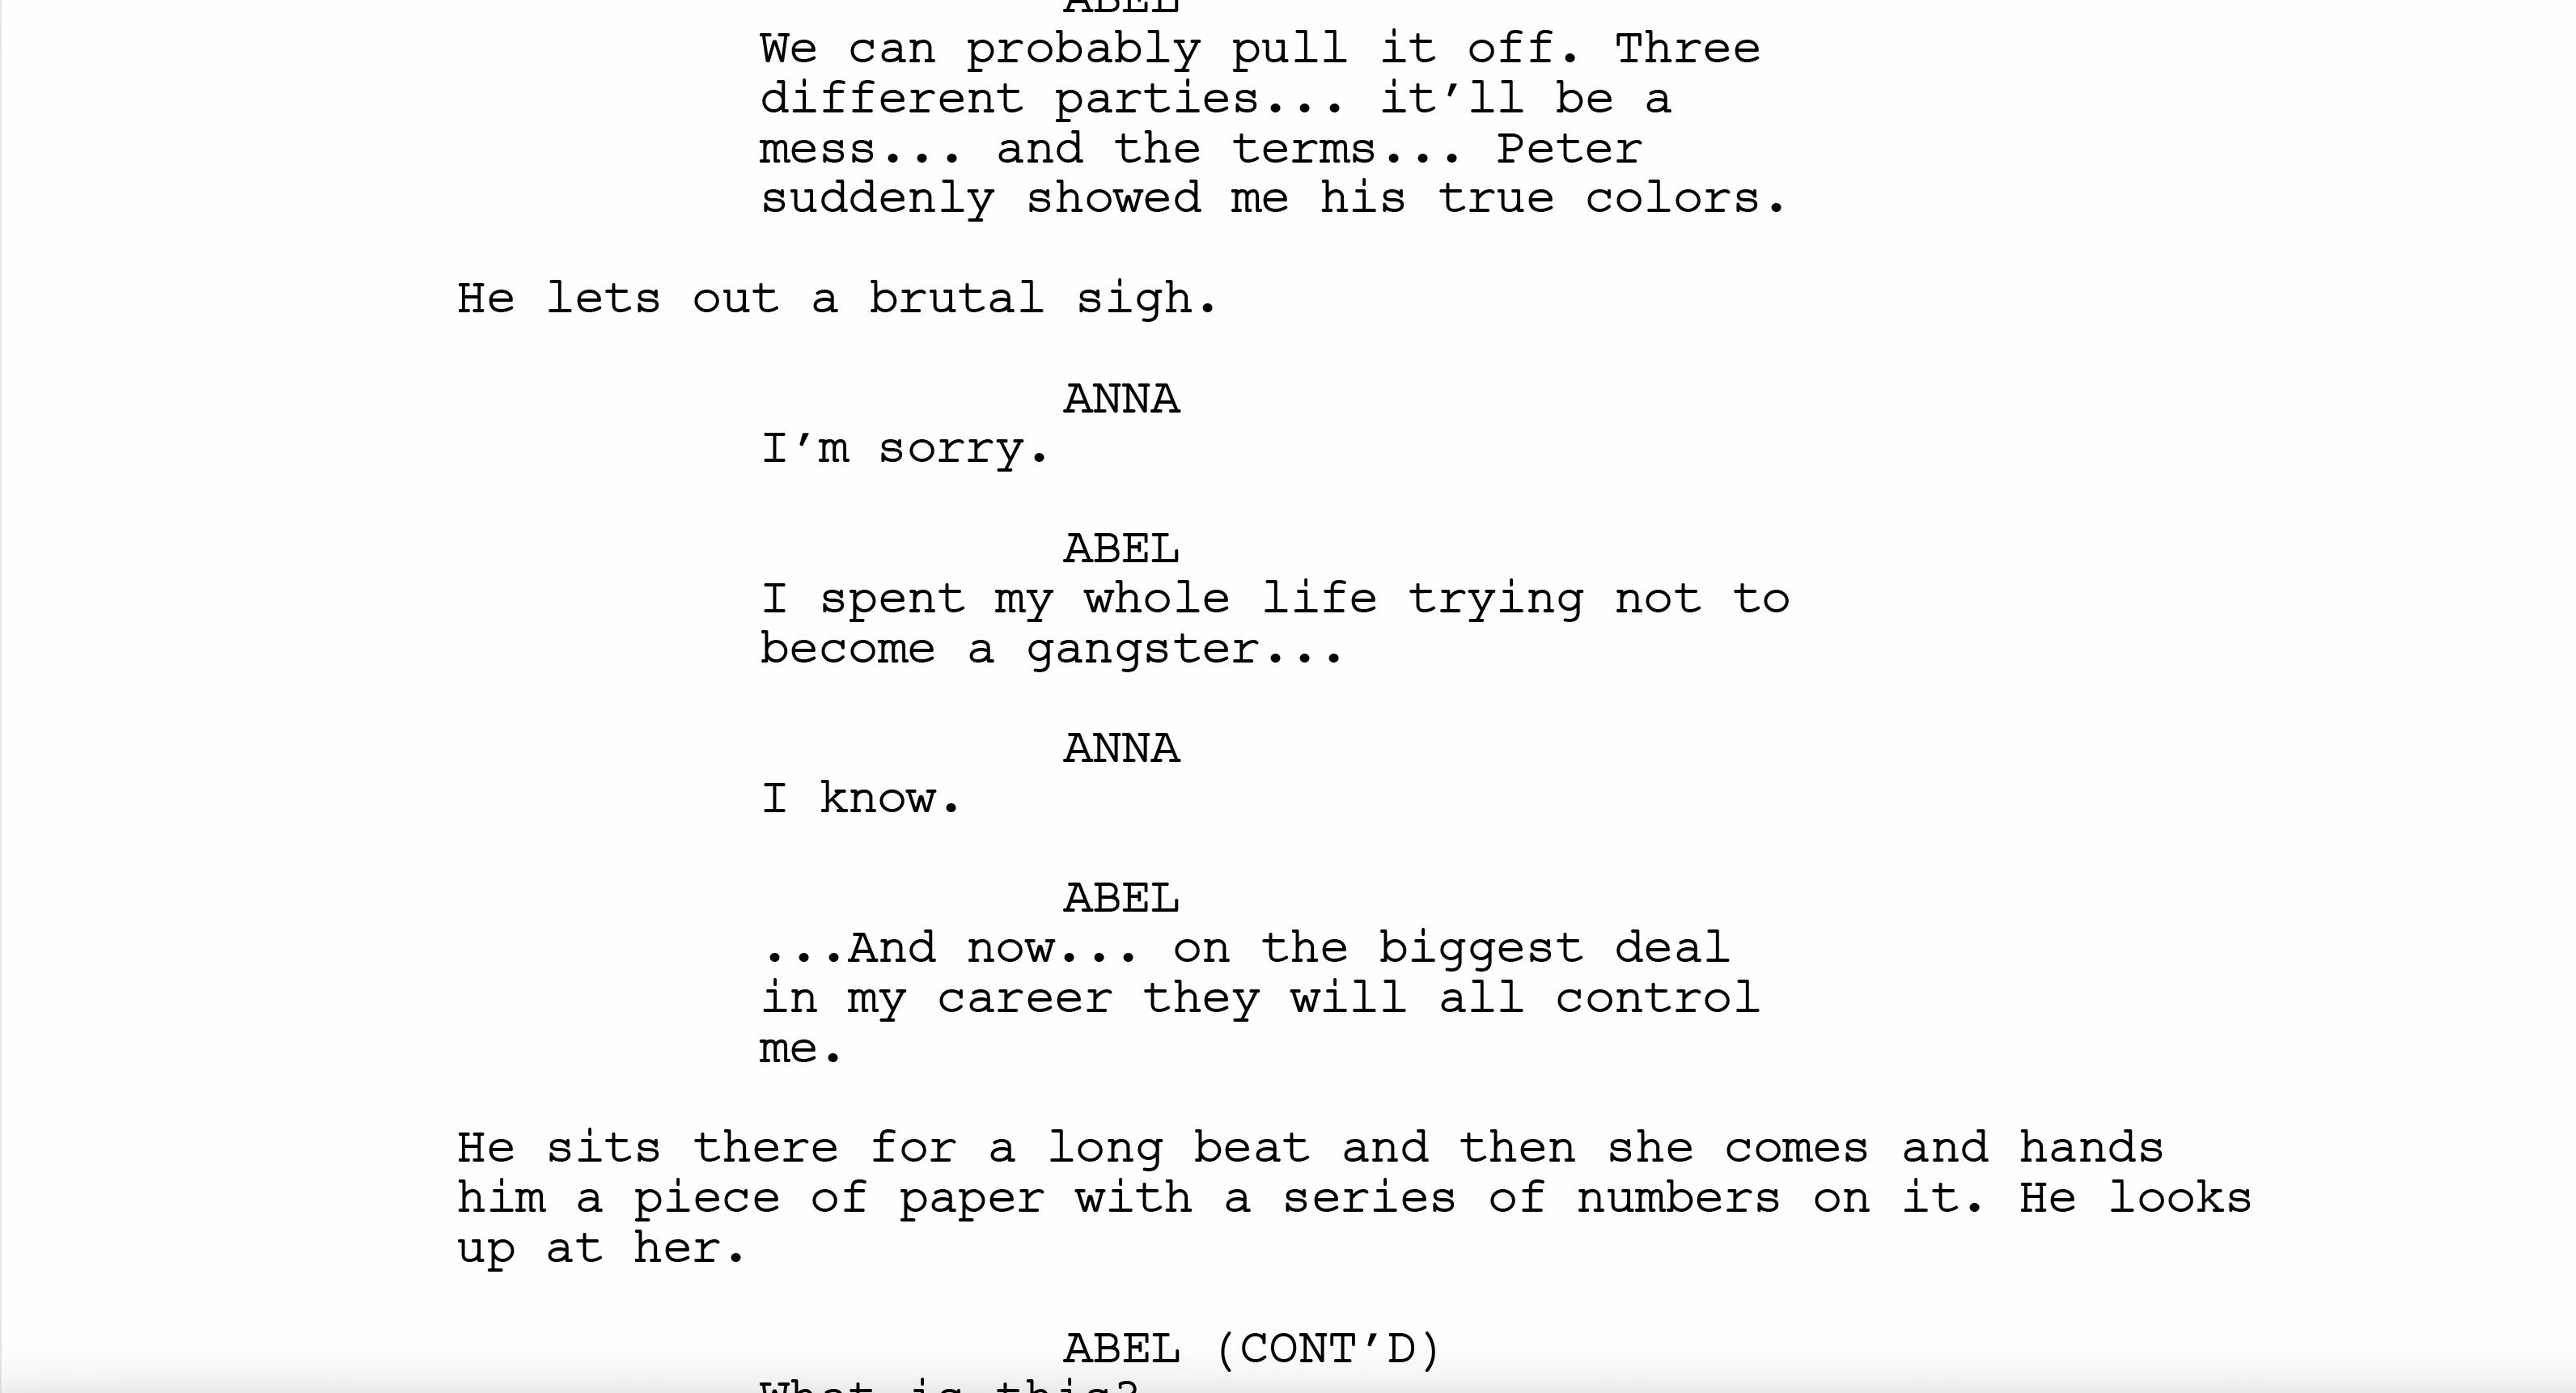 ABEL
We can probably pull it off. Three
different parties... it’ll be a
mess... and the terms... Peter
suddenly showed me his true colors.
He lets out a brutal sigh.
ANNA
I’m sorry.
ABEL
I spent my whole life trying not to
become a gangster...
ANNA
I know.
ABEL
...And now... on the biggest deal
in my career they will all control
me.
He sits there for a long beat and then she comes and hands
him a piece of paper with a series of numbers on it. He looks
up at her.
ABEL (CONT’D)
What is this?